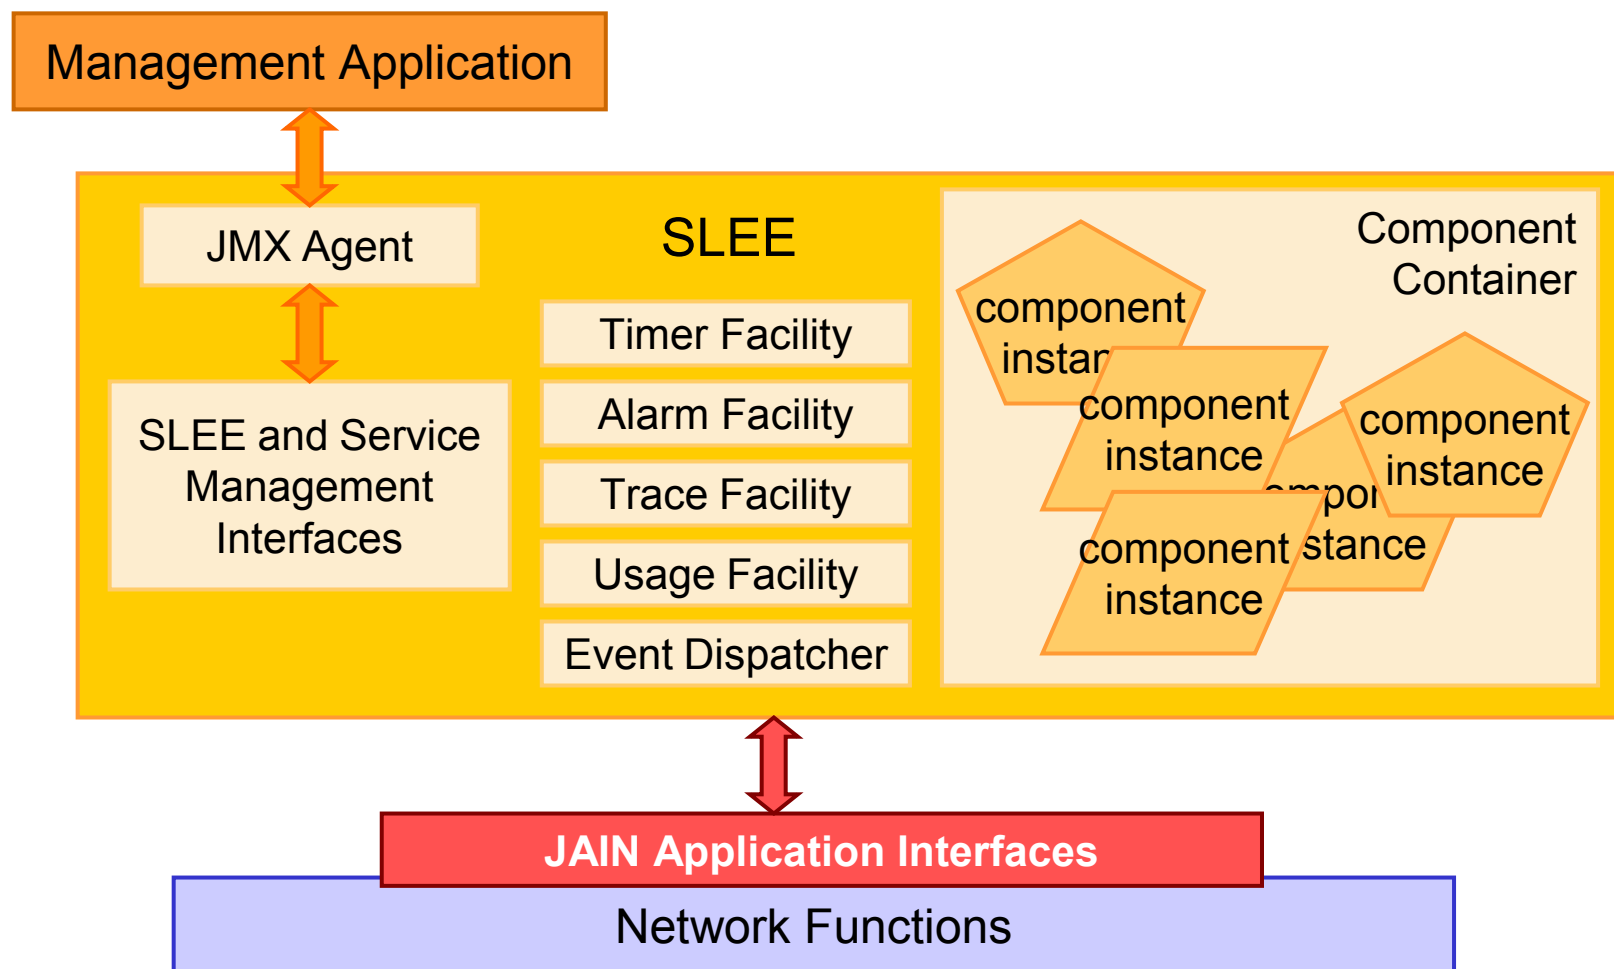 Management Application
JMX Agent
SLEE
SLEE and Service
Management
Interfaces
Timer Facility
Alarm Facility
Trace Facility
Usage Facility
Event Dispatcher
Component
Container
component
component
instance
component
instance
component
instance
JAIN Application Interfaces
Network Functions